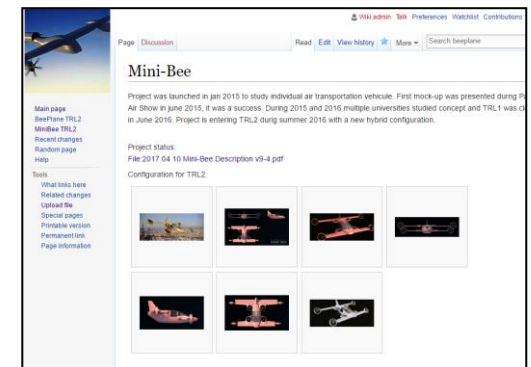 Wiki.admin Talk Preferences Watchlist Contributions
Page Discussion Read Edit View history More Search beeplane
Mini-Bee
Main page
BeePlane TRL2
MiniBee TRL2
Recent changes
Random page
Help
Tools
What links here
Related changes
Upload file
Special pages
Printable version
Permanent link
Page information
Project was launched in jan 2015 to study individual air transportation vehicule. First mock-up was presented durng
Air Show in june 2015, it was a success. During 2015 and 2016 multiple universities studied concept and TRL1 was
in June 2016. Project is entering TRL2 durig summer 2016 with a new hybrid configuration.
Project status:
File:2017 04 10 Mini-Bee Description v9-4.pdf
Configuration for TRL2